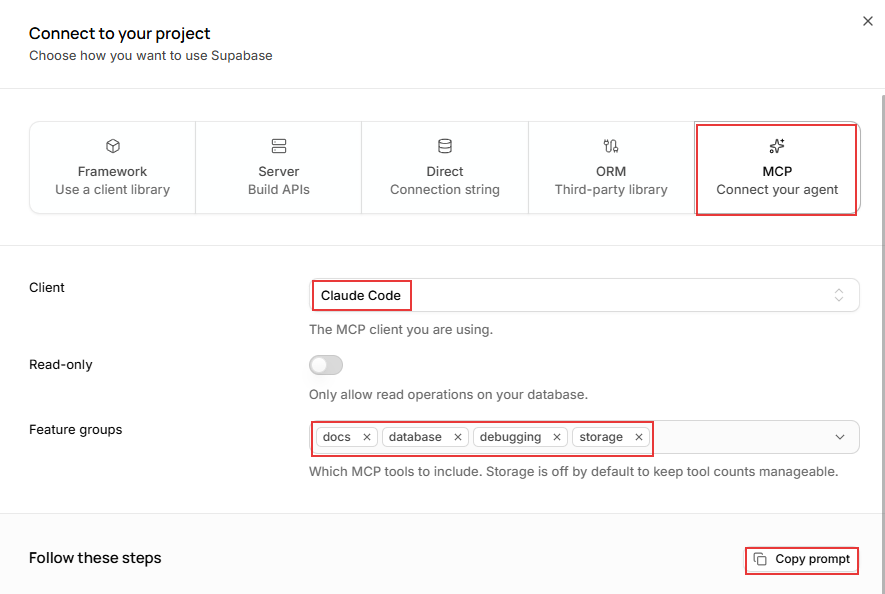 Connect to your project
Choose how you want to use Supabase
Framework
Use a client library
Server
Build APIs
Direct
Connection string
ORM
Third-party library
MCP
Connect your agent
Client
Claude Code
The MCP client you are using.
Read-only
Only allow read operations on your database.
Feature groups
docs
database
debugging
storage
Which MCP tools to include. Storage is off by default to keep tool counts manageable.
Follow these steps
Copy prompt